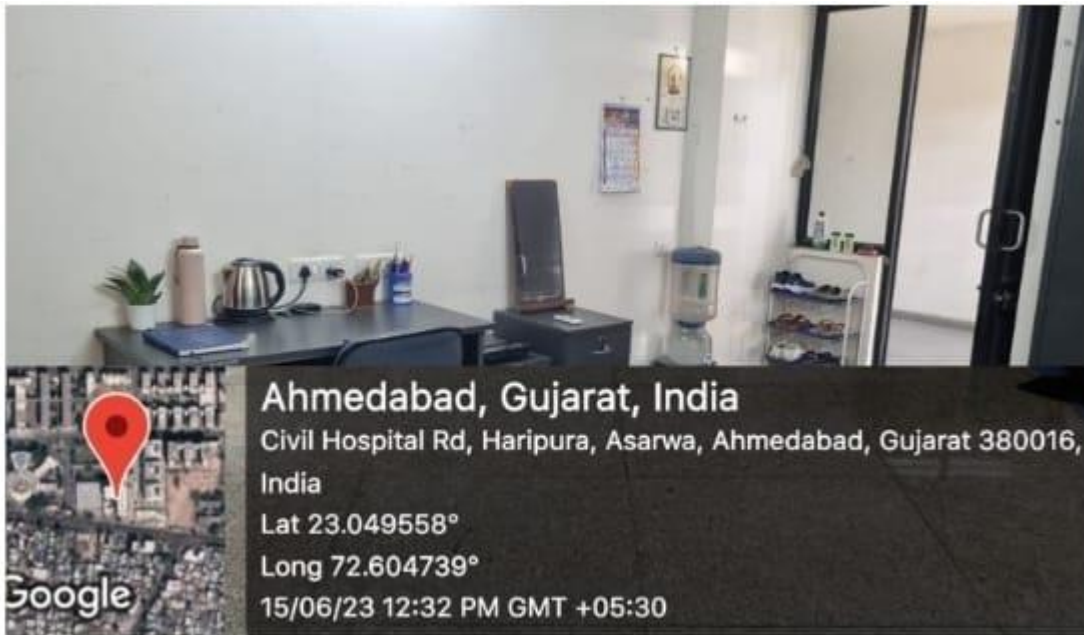 Ahmedabad, Gujarat, India
Civil Hospital Rd, Haripura, Asarwa, Ahmedabad, Gujarat 380016,
India
Lat 23.049558°
Long 72.604739°
15/06/23 12:32 PM GMT +05:30
Google